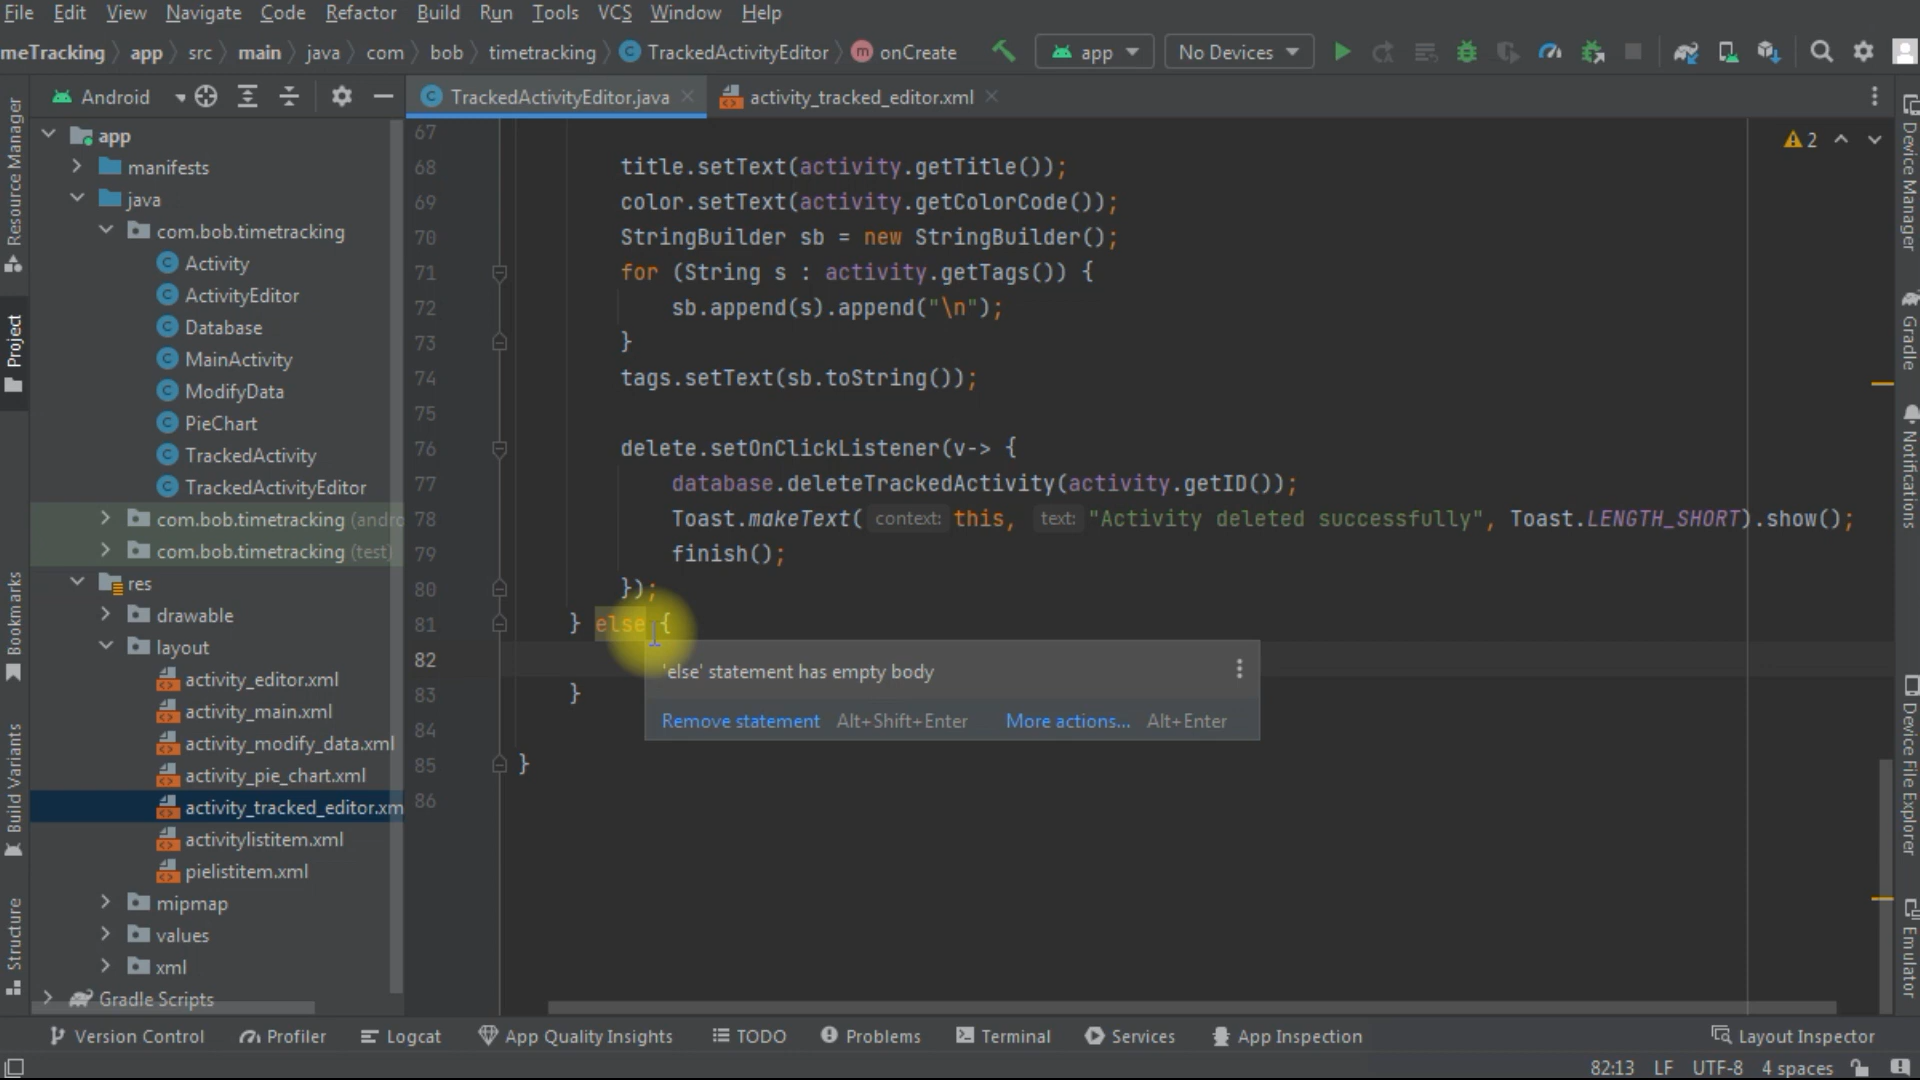 File Edit View Navigate Code Refactor Build Run Tools VCS Window Help
meTracking app src main java com bob timetracking TrackedActivityEditor onCreate app No Devices
Android TrackedActivityEditor.java activity_tracked_editor.xml
Resource Manager
Project
Bookmarks
Build Variants
Structure
app
manifests
java
com.bob.timetracking
Activity
ActivityEditor
Database
MainActivity
ModifyData
PieChart
TrackedActivity
TrackedActivityEditor
com.bob.timetracking (andro
com.bob.timetracking (test)
res
drawable
layout
activity_editor.xml
activity_main.xml
activity_modify_data.xml
activity_pie_chart.xml
activity_tracked_editor.xm
activitylistitem.xml
pielistitem.xml
mipmap
values
xml
Gradle Scripts
2
67
68 title.setText(activity.getTitle());
69 color.setText(activity.getColorCode());
70 StringBuilder sb = new StringBuilder();
71 for (String s : activity.getTags()) {
72 sb.append(s).append("\n");
73 }
74 tags.setText(sb.toString());
75
76 delete.setOnClickListener(v-> {
77 database.deleteTrackedActivity(activity.getID());
78 Toast.makeText( context: this, text: "Activity deleted successfully", Toast.LENGTH_SHORT).show();
79 finish();
80 });
81 } else {
82
83 }
84
85 }
86
'else' statement has empty body
Remove statement Alt+Shift+Enter More actions... Alt+Enter
Device Manager
Gradle
Notifications
Device File Explorer
Emulator
Version Control Profiler Logcat App Quality Insights TODO Problems Terminal Services App Inspection Layout Inspector
82:13 LF UTF-8 4 spaces